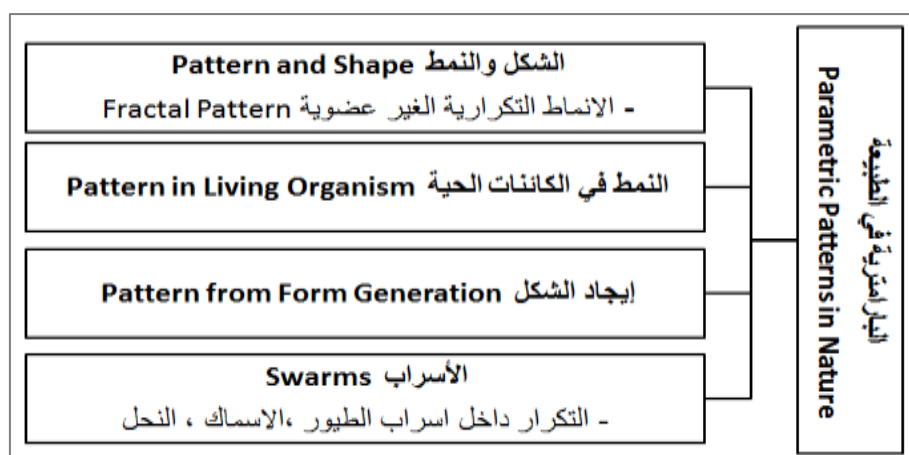 البارامترية في الطبيعة
Parametric Patterns in Nature
الشكل والنمط Pattern and Shape
- الانماط التكرارية الغير عضوية Fractal Pattern
النمط في الكائنات الحية Pattern in Living Organism
إيجاد الشكل Pattern from Form Generation
الأسراب Swarms
- التكرار داخل اسراب الطيور ،الاسماك ، النحل